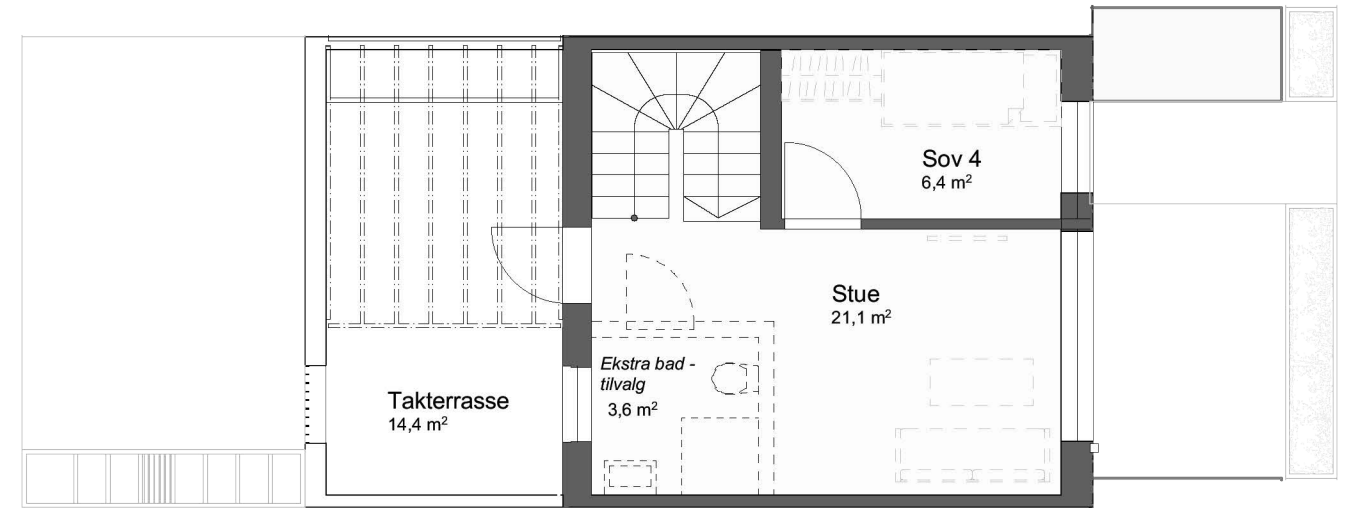 Sov 4
6,4 m²
Stue
21,1 m²
Ekstra bad -
tilvalg
3,6 m²
Takterrasse
14,4 m²